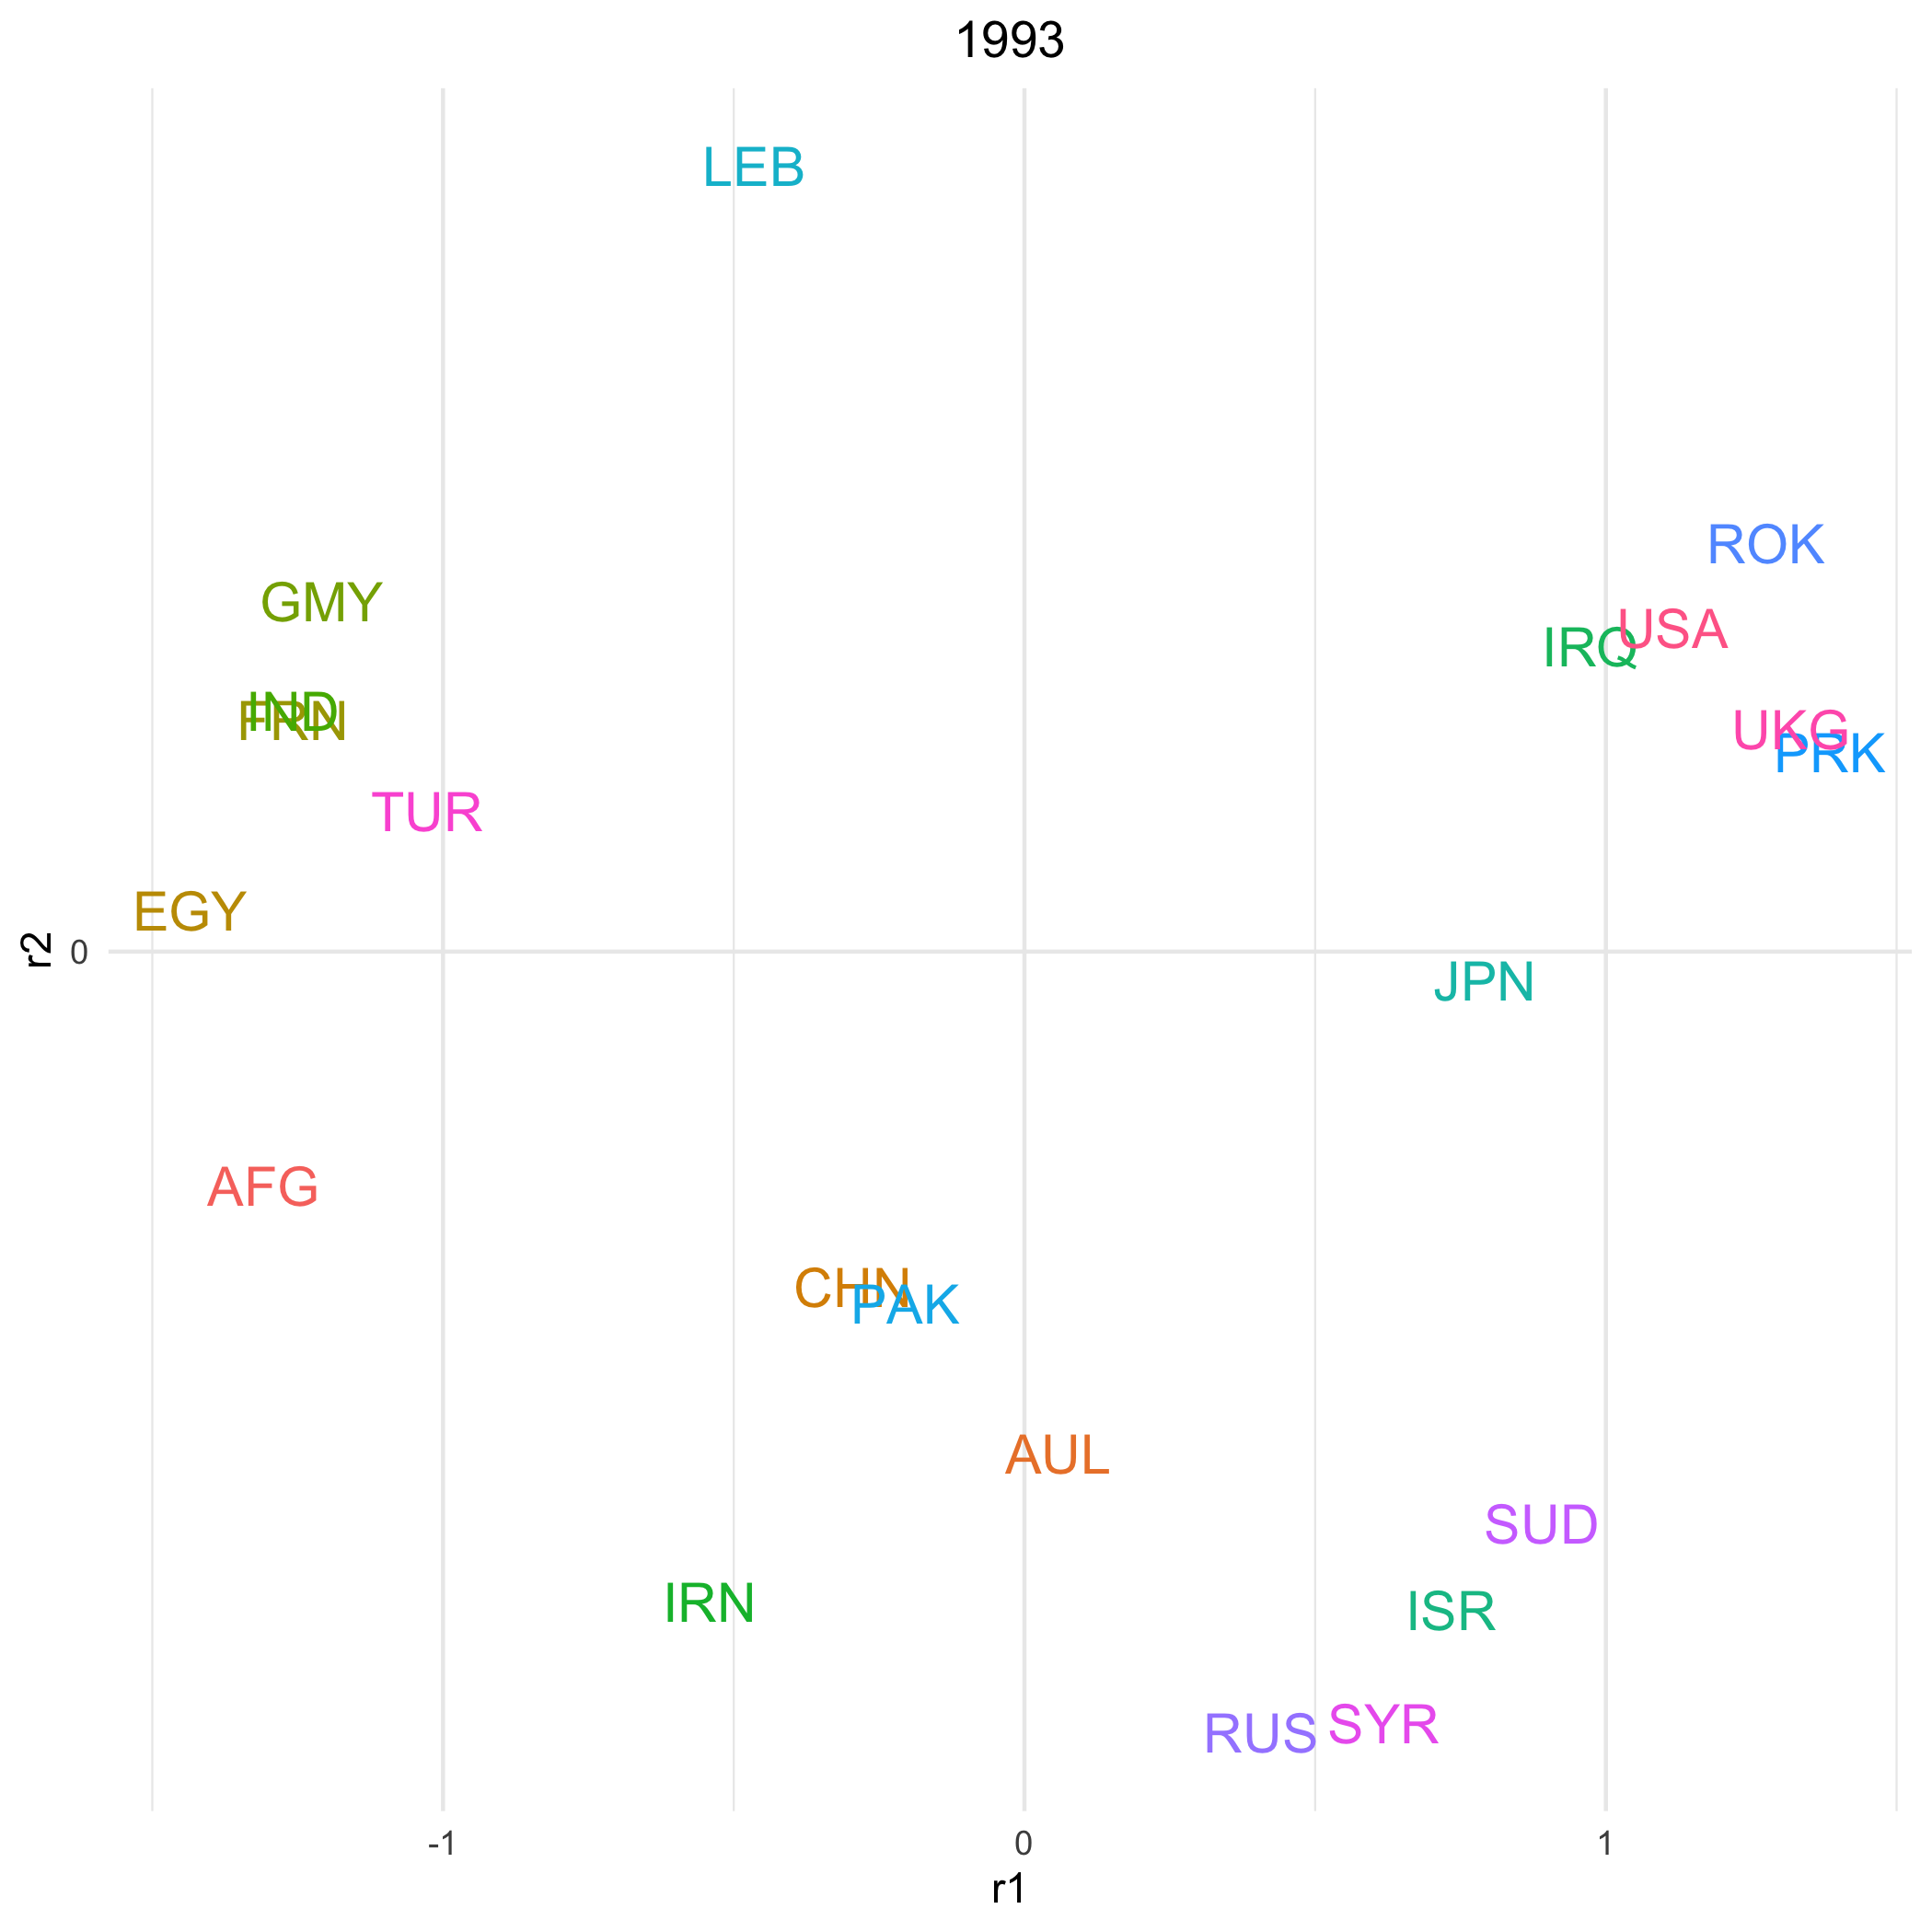 1993
LEB
ROK
GMY
USA
IRQ
IND
FRN
UKG
PRK
TUR
EGY
r2
0
JPN
AFG
CHN
PAK
AUL
SUD
IRN
ISR
SYR
RUS
-1 0 1
r1